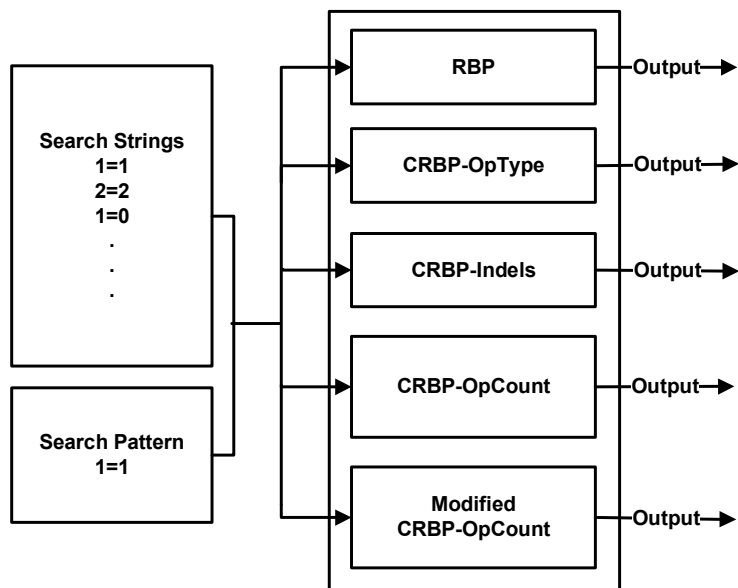 Search Strings
1=1
2=2
1=0
.
.
.
Search Pattern
1=1
RBP
Output
CRBP-OpType
Output
CRBP-Indels
Output
CRBP-OpCount
Output
Modified
CRBP-OpCount
Output